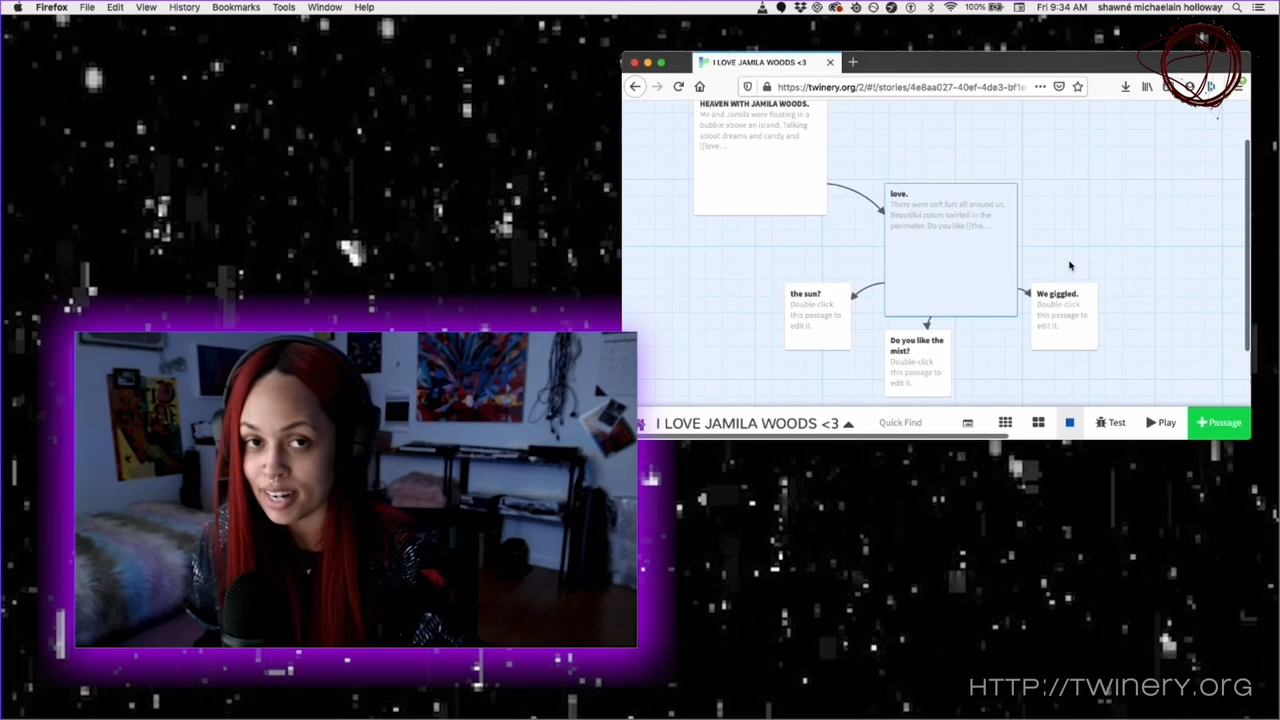 Firefox File Edit View History Bookmarks Tools Window Help
100% Fri 9:34 AM shawné michaelain holloway
I LOVE JAMILA WOODS <3
https://twinery.org/2/#!/stories/4e8aa027-40ef-4de3-bf1e-
HEAVEN WITH JAMILA WOODS.
Me and Jamila were floating in a
bubble above an island. Talking
about dreams and candy and
[[love...
love.
There were soft furs all around us.
Beautiful colors swirled in the
perimeter. Do you like [[the...
the sun?
Double-click
this passage to
edit it.
Do you like the
mist?
Double-click
this passage to
edit it.
We giggled.
Double-click
this passage to
edit it.
I LOVE JAMILA WOODS <3
Quick Find
Test
Play
+Passage
HTTP://TWINERY.ORG